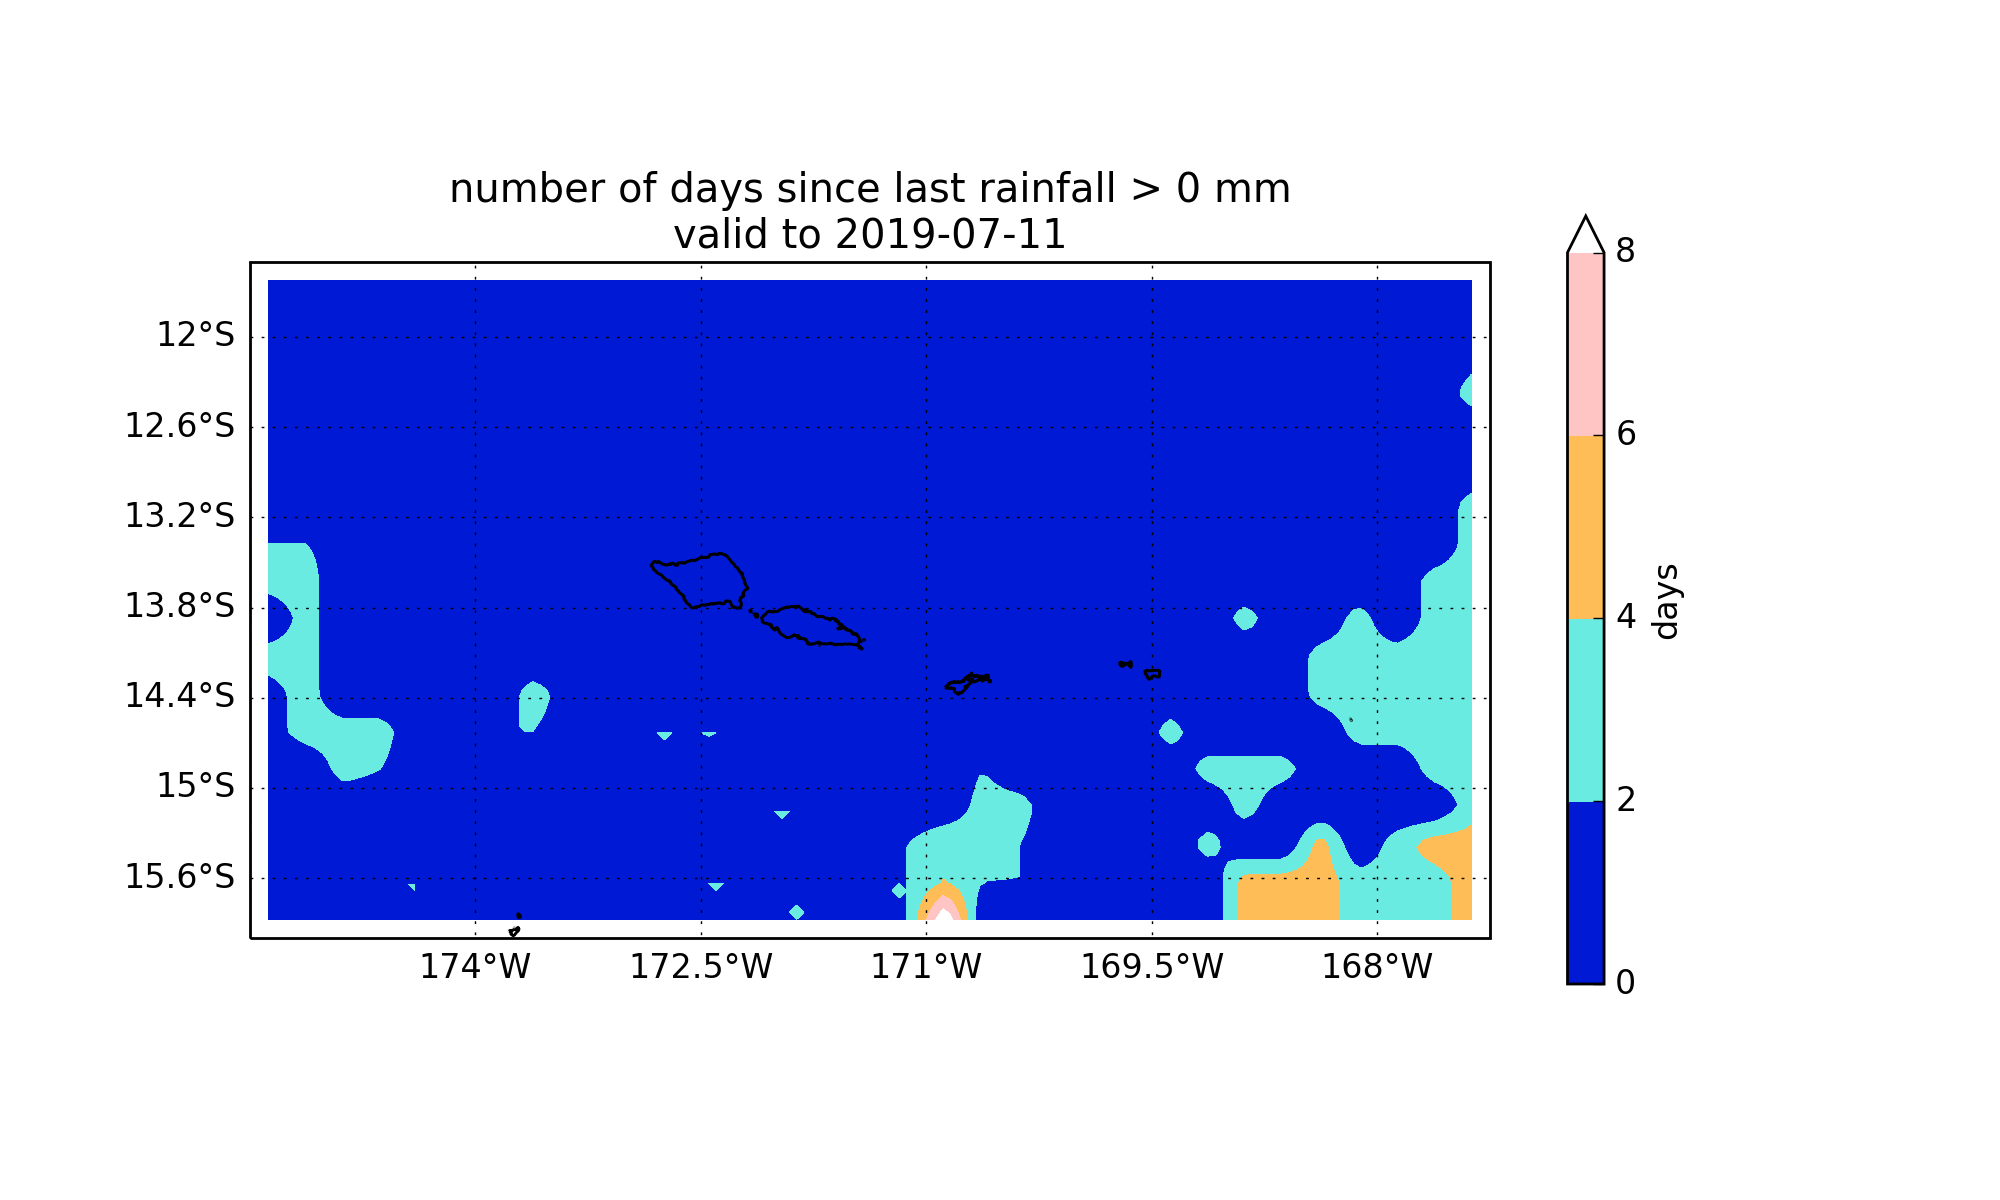 number of days since last rainfall > 0 mm
valid to 2019-07-11
12°S
12.6°S
13.2°S
13.8°S
14.4°S
15°S
15.6°S
174°W
172.5°W
171°W
169.5°W
168°W
8
6
4
2
0
days